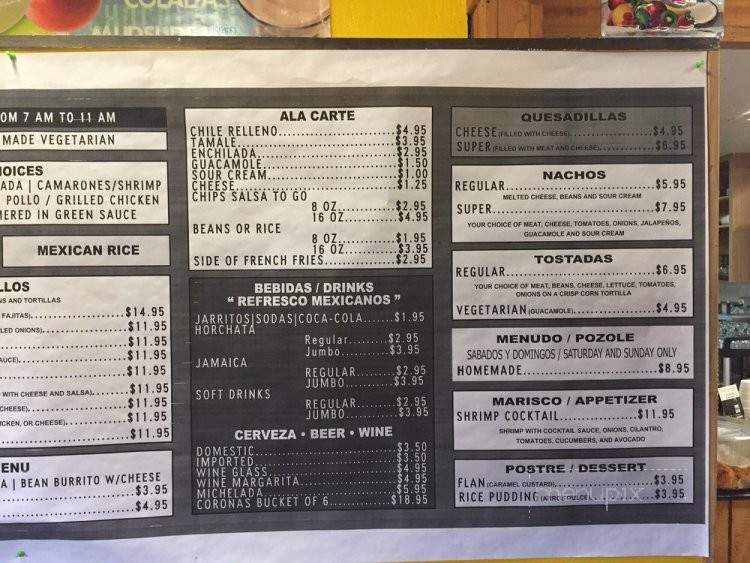 COLADAS
OM 7 AM TO 11 AM
MADE VEGETARIAN
HOICES
ADA | CAMARONES/SHRIMP
POLLO / GRILLED CHICKEN
MERED IN GREEN SAUCE
MEXICAN RICE
LLOS
NS AND TORTILLAS
FAJITAS)..............$14.95
LED ONIONS)..............$11.95
..............$11.95
AUCE)..............$11.95
..............$11.95
WITH CHEESE AND SALSA)..............$11.95
CHEESE)..............$11.95
ICKEN, OR CHEESE)..............$11.95
..............$11.95
ENU
A | BEAN BURRITO W/CHEESE
..............$3.95
..............$4.95
ALA CARTE
CHILE RELLENO..............$4.95
TAMALE..............$3.95
ENCHILADA..............$2.95
GUACAMOLE..............$1.50
SOUR CREAM..............$1.00
CHEESE..............$1.25
CHIPS SALSA TO GO
8 OZ..............$2.95
16 OZ..............$4.95
BEANS OR RICE
8 OZ..............$1.95
16 OZ..............$3.95
SIDE OF FRENCH FRIES..............$2.95
BEBIDAS / DRINKS
“ REFRESCO MEXICANOS ”
JARRITOS|SODAS|COCA-COLA.......$1.95
HORCHATA
Regular..............$2.95
Jumbo..............$3.95
JAMAICA
REGULAR..............$2.95
JUMBO..............$3.95
SOFT DRINKS
REGULAR..............$2.95
JUMBO..............$3.95
CERVEZA • BEER • WINE
DOMESTIC..............$3.50
IMPORTED..............$3.50
WINE GLASS..............$4.95
WINE MARGARITA..............$4.95
MICHELADA..............$5.95
CORONAS BUCKET OF 6..............$18.95
QUESADILLAS
CHEESE (FILLED WITH CHEESE)..............$4.95
SUPER (FILLED WITH MEAT AND CHEESE)..............$6.95
NACHOS
REGULAR..............$5.95
MELTED CHEESE, BEANS AND SOUR CREAM
SUPER..............$7.95
YOUR CHOICE OF MEAT, CHEESE, TOMATOES, ONIONS, JALAPEÑOS,
GUACAMOLE AND SOUR CREAM
TOSTADAS
REGULAR..............$6.95
YOUR CHOICE OF MEAT, BEANS, CHEESE, LETTUCE, TOMATOES,
ONIONS ON A CRISP CORN TORTILLA
VEGETARIAN (GUACAMOLE)..............$4.95
MENUDO / POZOLE
SABADOS Y DOMINGOS / SATURDAY AND SUNDAY ONLY
HOMEMADE..............$8.95
MARISCO / APPETIZER
SHRIMP COCKTAIL..............$11.95
SHRIMP WITH COCKTAIL SAUCE, ONIONS, CILANTRO,
TOMATOES, CUCUMBERS, AND AVOCADO
POSTRE / DESSERT
FLAN (CARAMEL CUSTARD)..............$3.95
RICE PUDDING (ARROZ DULCE)..............$3.95
menupix